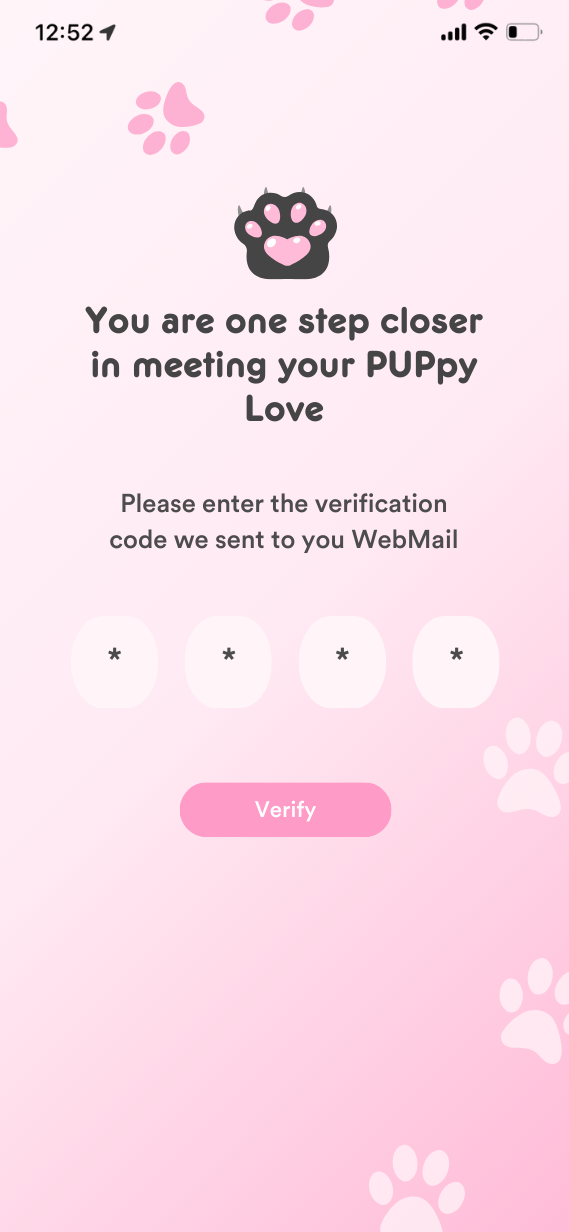 12:52
You are one step closer
in meeting your PUPpy
Love
Please enter the verification
code we sent to you WebMail
* * * *
Verify